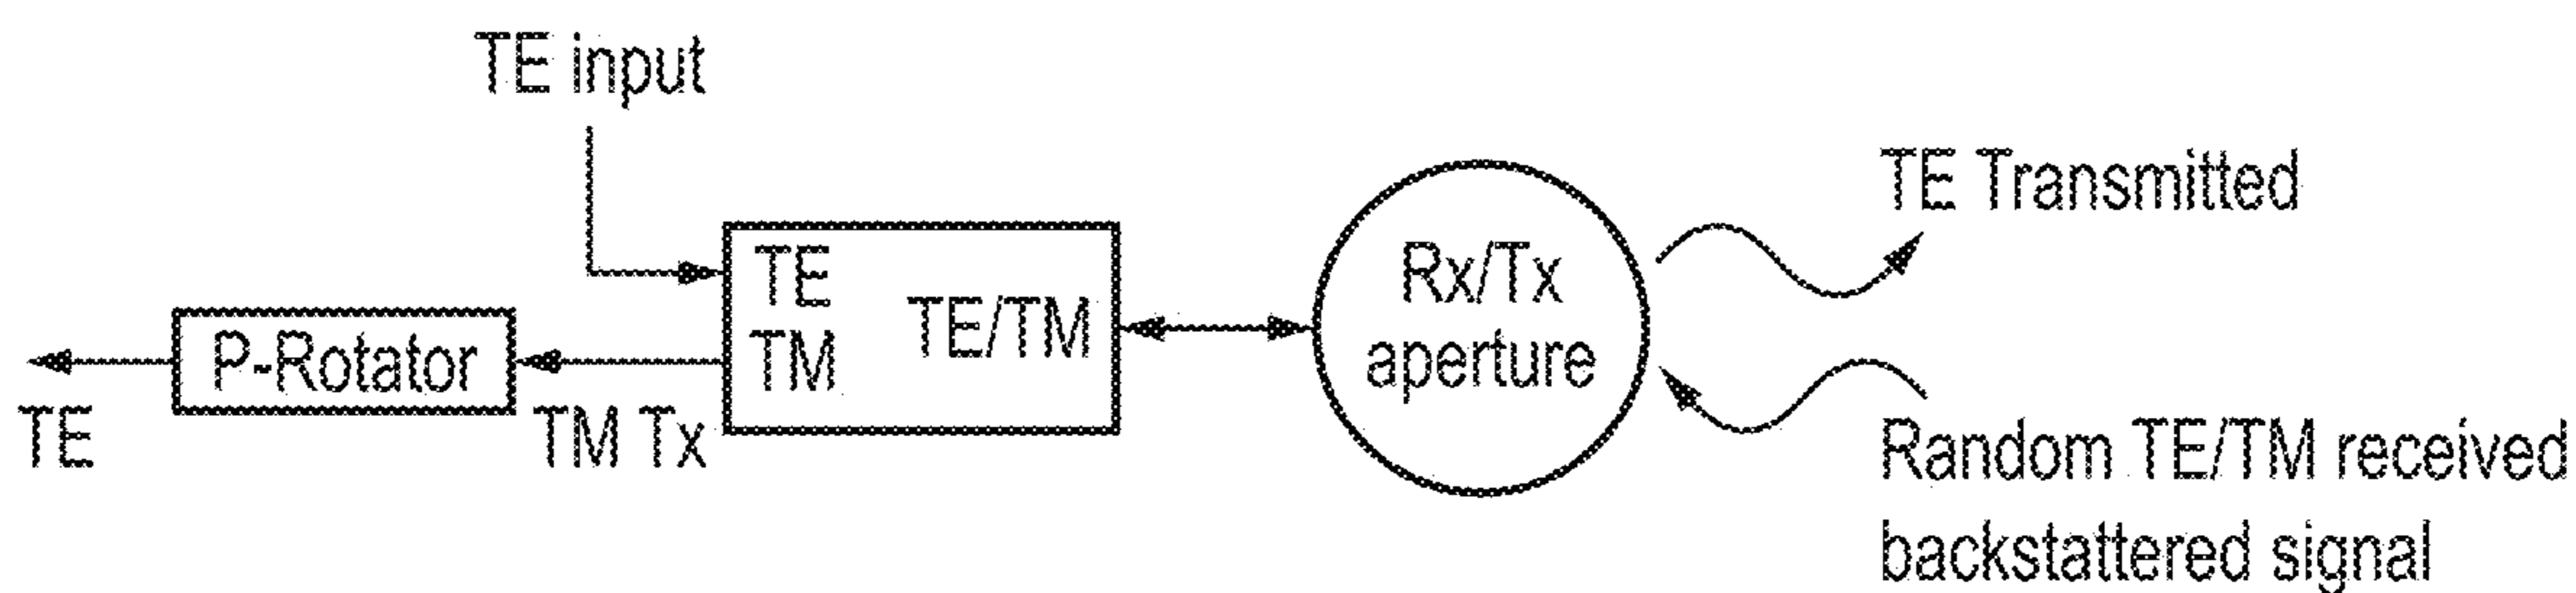 TE input
TE Transmitted
TE
TM
TE/TM
Rx/Tx
aperture
P-Rotator
TE
TM Tx
Random TE/TM received
backstattered signal